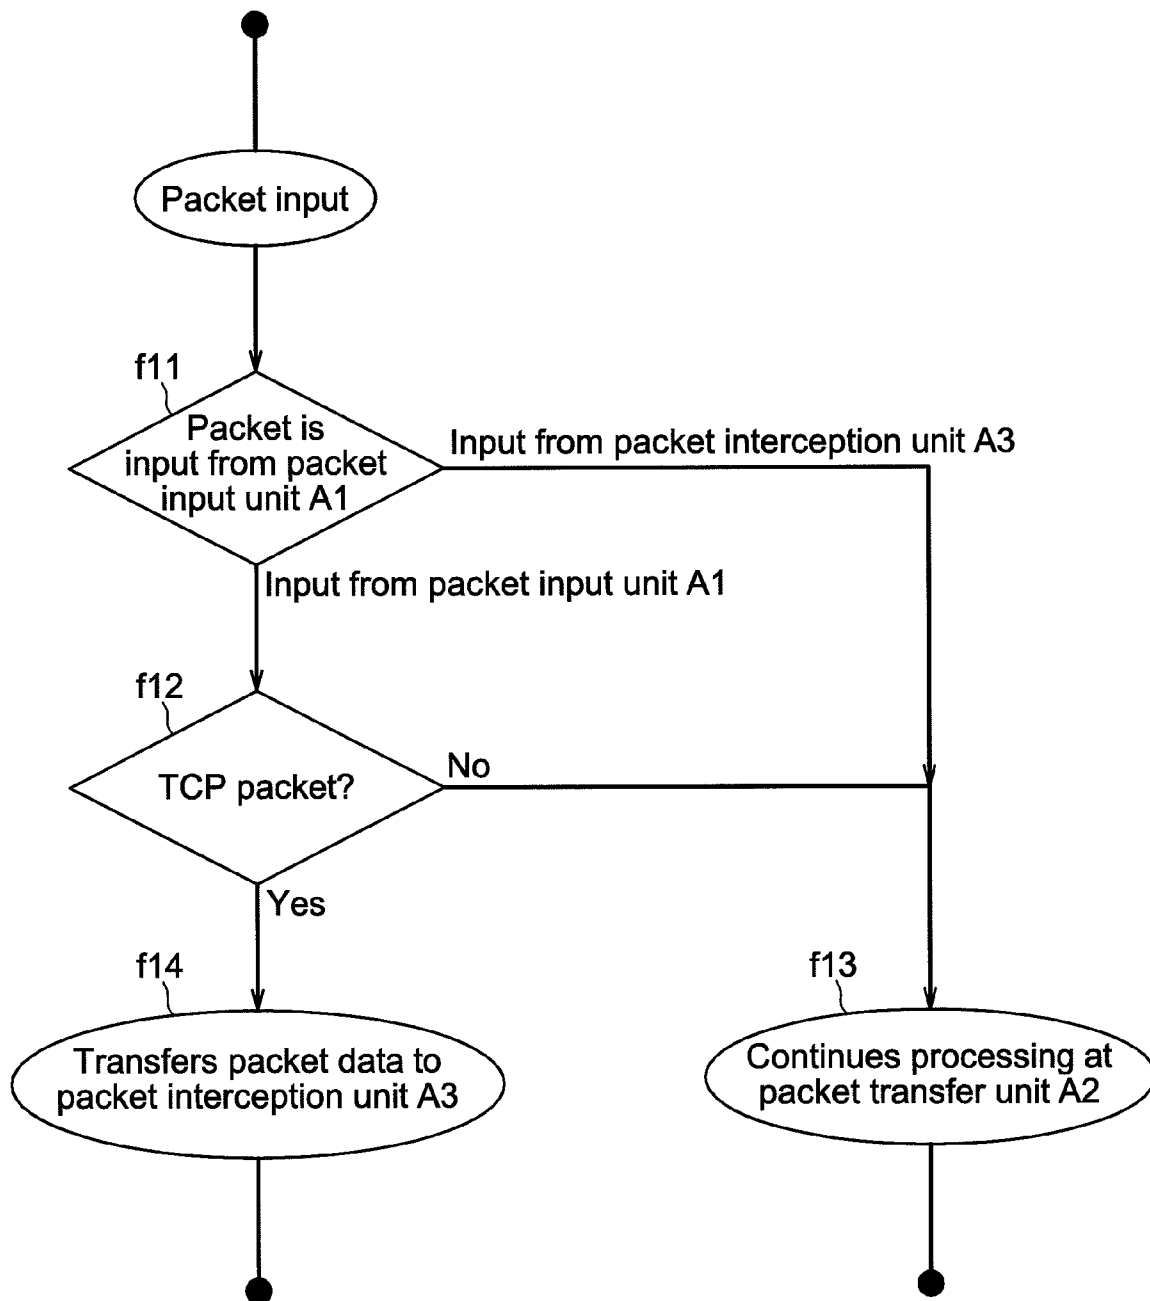 Packet input
f11
Packet is
input from packet
input unit A1
Input from packet interception unit A3
Input from packet input unit A1
f12
TCP packet?
No
Yes
f14
Transfers packet data to
packet interception unit A3
f13
Continues processing at
packet transfer unit A2